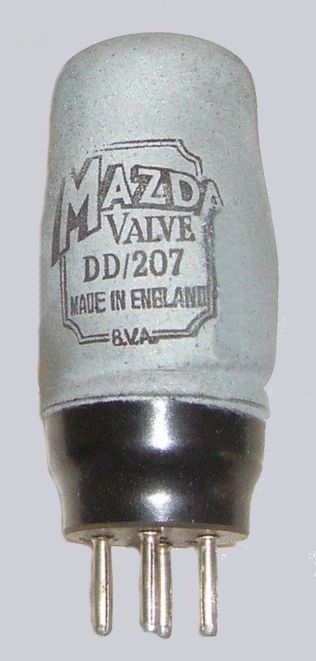 MAZDA
VALVE
DD/207
MADE IN ENGLAND
B.V.A.